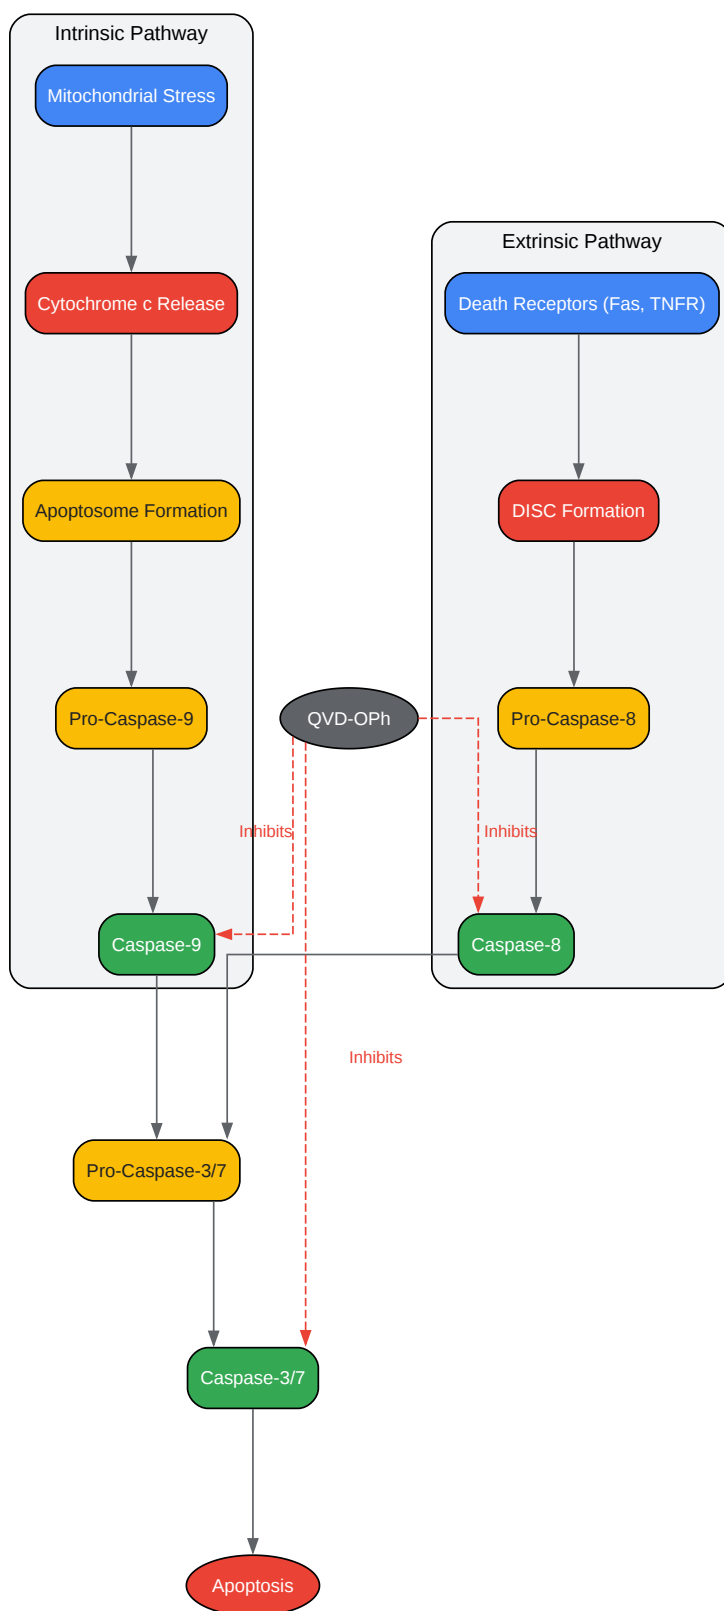 Intrinsic Pathway
Mitochondrial Stress
Extrinsic Pathway
Cytochrome c Release
Death Receptors (Fas, TNFR)
Apoptosome Formation
DISC Formation
Pro-Caspase-9
QVD-OPh
Pro-Caspase-8
Inhibits
Inhibits
Caspase-9
Caspase-8
Inhibits
Pro-Caspase-3/7
Caspase-3/7
Apoptosis